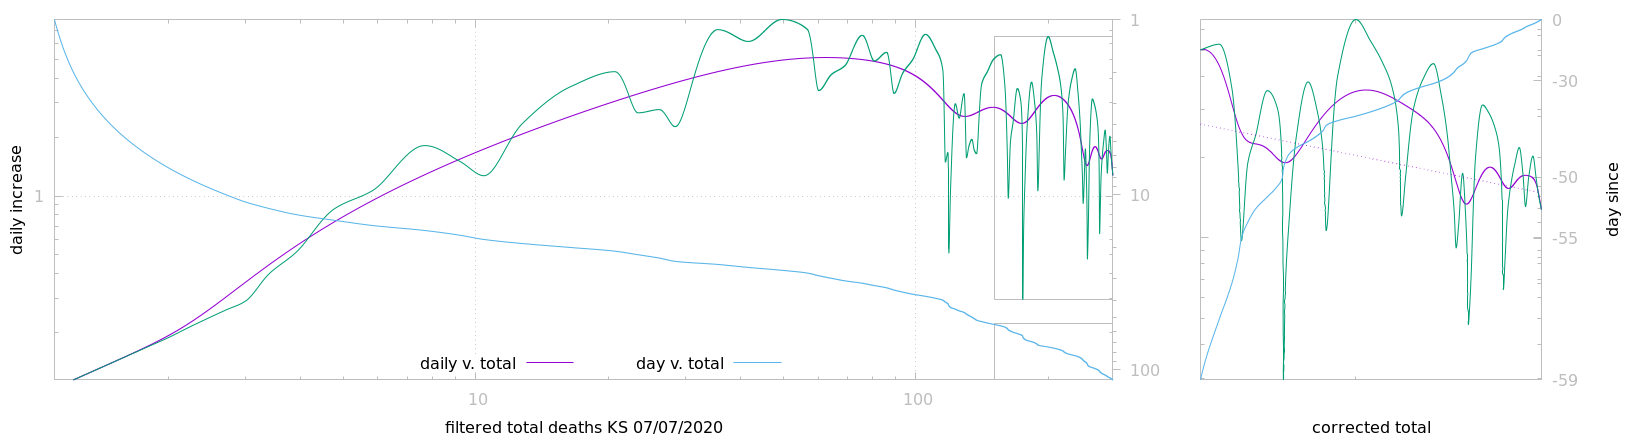 daily increase
1
daily v. total
day v. total
10
100
filtered total deaths KS 07/07/2020
1
10
100
0
-30
-50
-55
-59
day since
corrected total